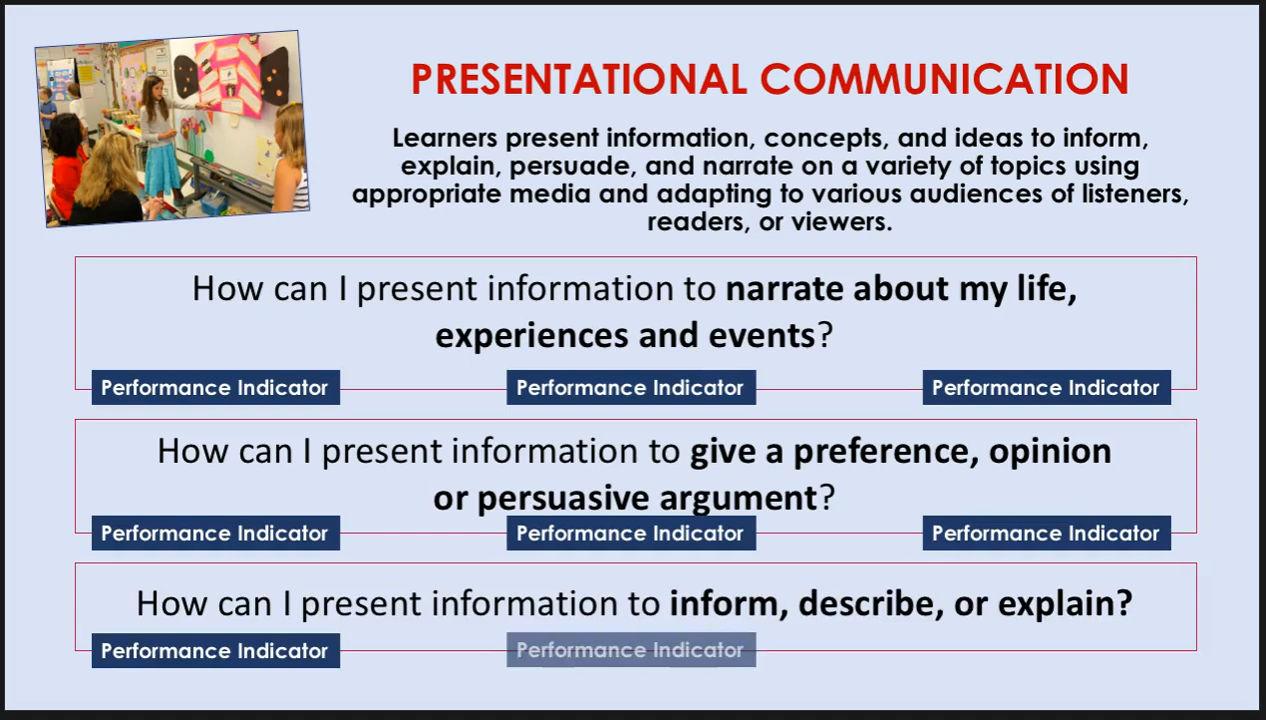 PRESENTATIONAL COMMUNICATION
Learners present information, concepts, and ideas to inform,
explain, persuade, and narrate on a variety of topics using
appropriate media and adapting to various audiences of listeners,
readers, or viewers.
How can I present information to narrate about my life,
experiences and events?
Performance Indicator Performance Indicator Performance Indicator
How can I present information to give a preference, opinion
or persuasive argument?
Performance Indicator Performance Indicator Performance Indicator
How can I present information to inform, describe, or explain?
Performance Indicator Performance Indicator